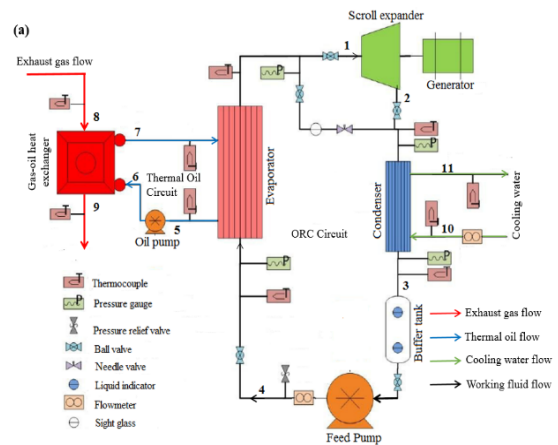 (a)
Scroll expander
Exhaust gas flow
T
P
1
Generator
2
8
T
P
7
T
Gas-oil heat
exchanger
Thermal Oil
Circuit
6
T
5
Oil pump
9
Evaporator
T
P
11
T
Condenser
T
10
Cooling water
ORC Circuit
P
T
3
P
T
Buffer tank
4
Feed Pump
T
Thermocouple
P
Pressure gauge
Pressure relief valve
Ball valve
Needle valve
Liquid indicator
Flowmeter
Sight glass
Exhaust gas flow
Thermal oil flow
Cooling water flow
Working fluid flow